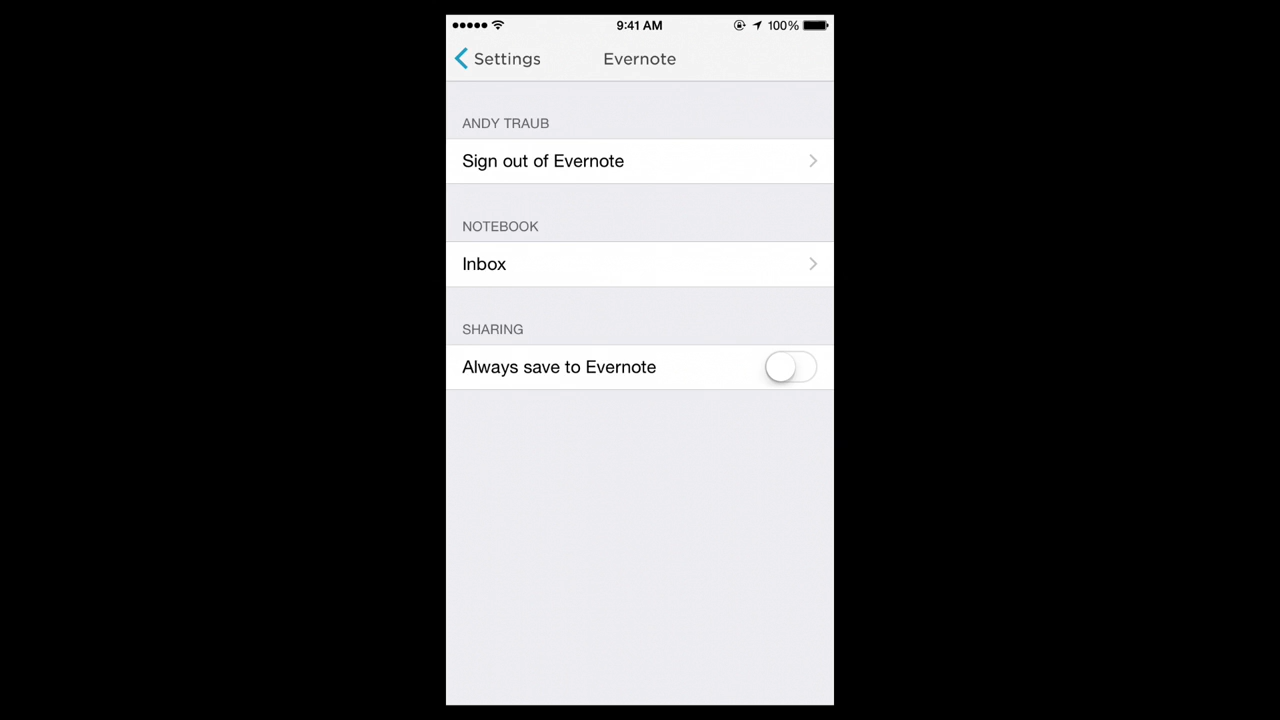 9:41 AM 100%
Settings Evernote
ANDY TRAUB
Sign out of Evernote
NOTEBOOK
Inbox
SHARING
Always save to Evernote